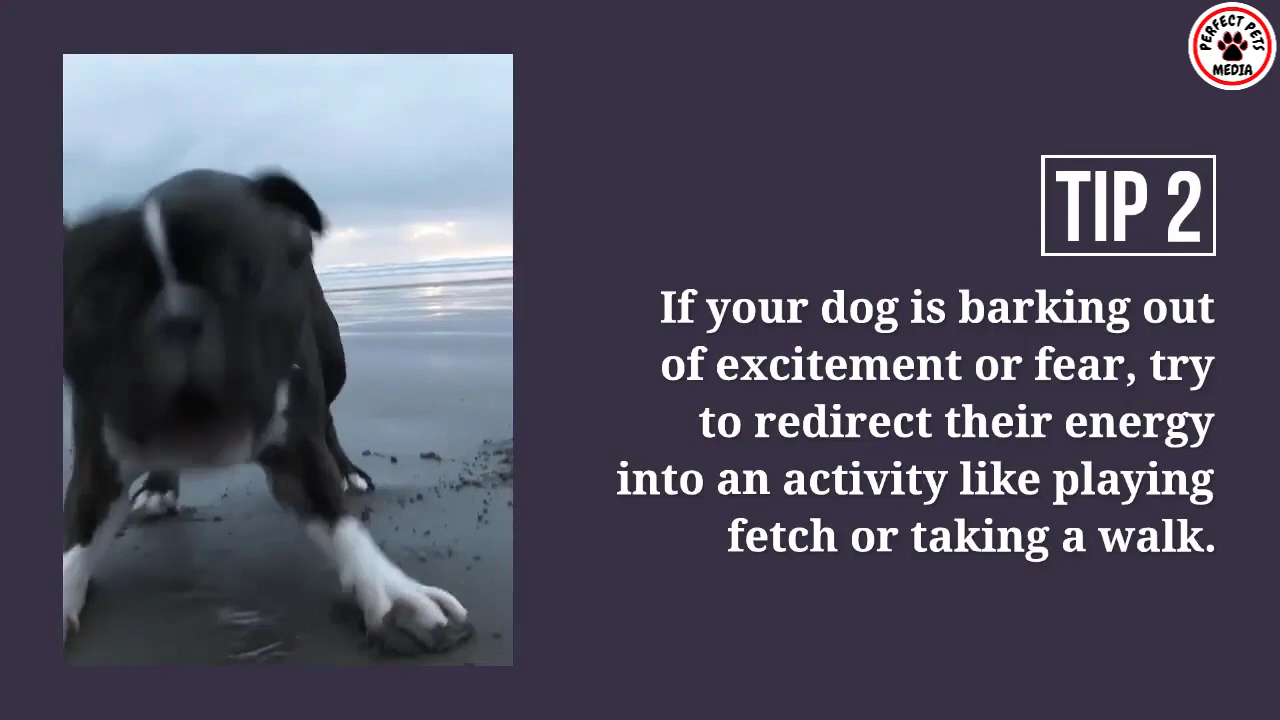 PERFECT PETS
MEDIA
TIP 2
If your dog is barking out
of excitement or fear, try
to redirect their energy
into an activity like playing
fetch or taking a walk.